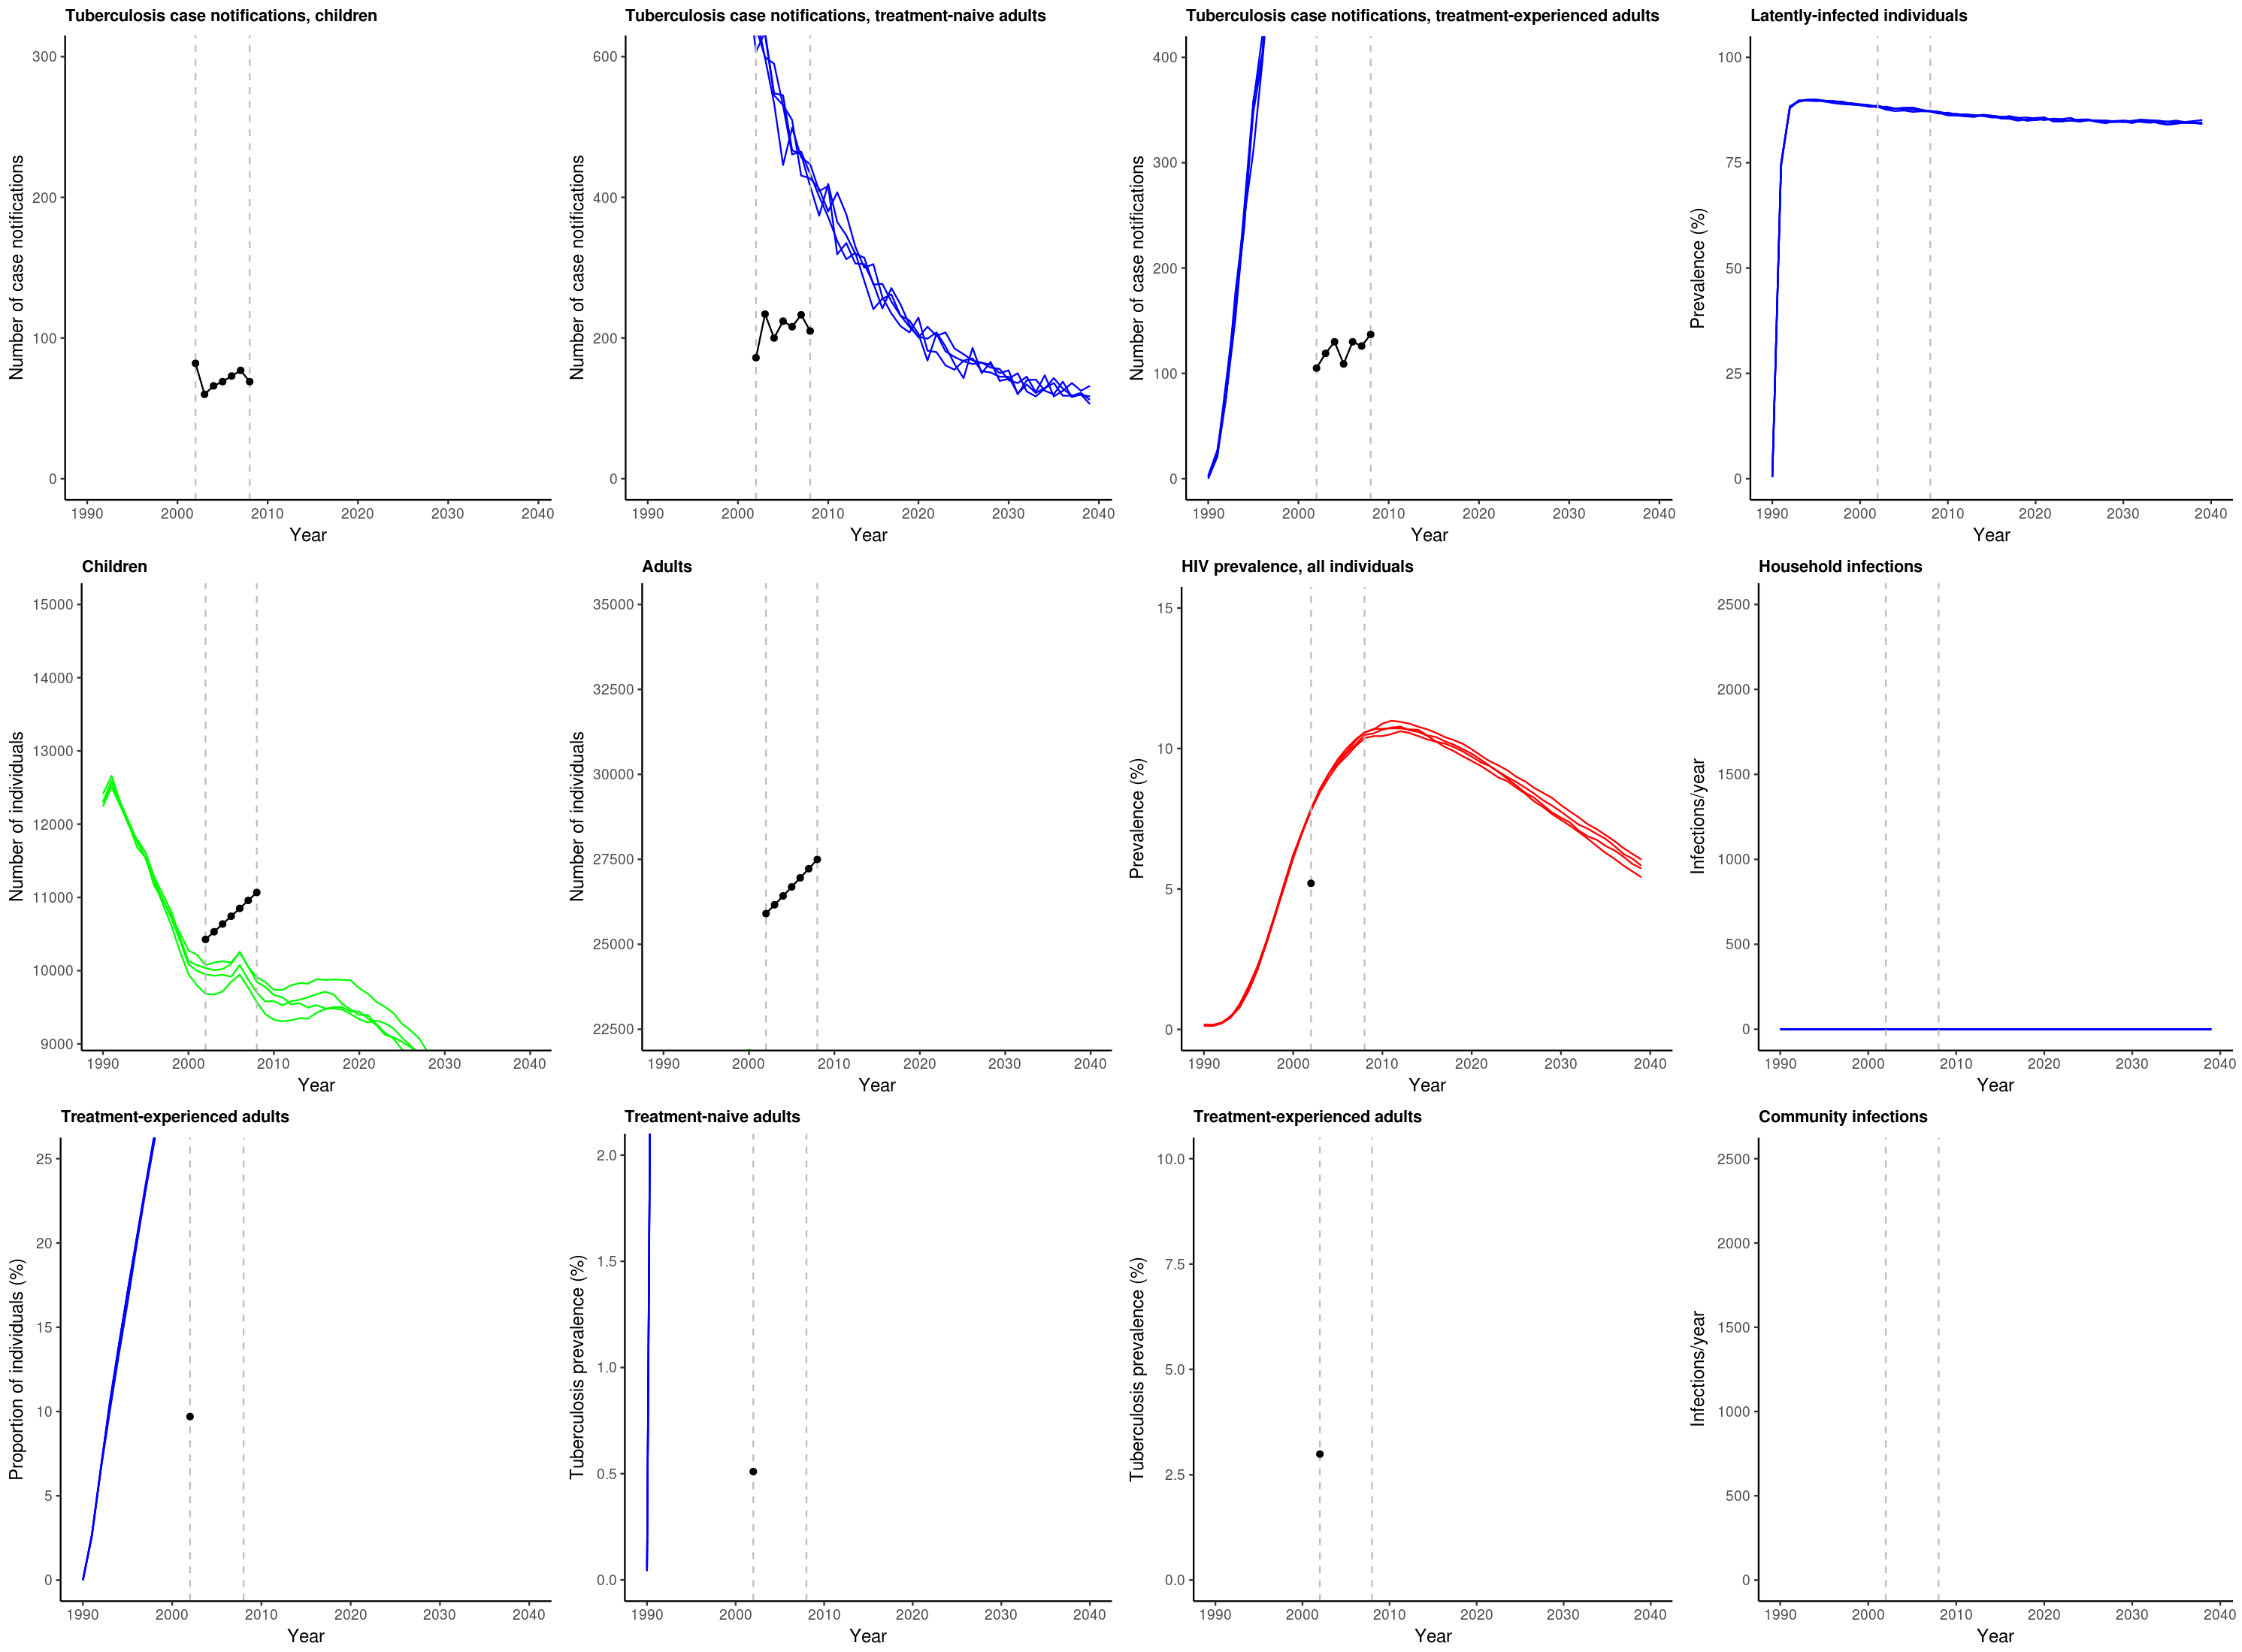 Tuberculosis case notifications, children
Number of case notifications
300
200
100
0
1990 2000 2010 2020 2030 2040
Year
Tuberculosis case notifications, treatment-naive adults
Number of case notifications
600
400
200
0
1990 2000 2010 2020 2030 2040
Year
Tuberculosis case notifications, treatment-experienced adults
Number of case notifications
400
300
200
100
0
1990 2000 2010 2020 2030 2040
Year
Latently-infected individuals
Prevalence (%)
100
75
50
25
0
1990 2000 2010 2020 2030 2040
Year
Children
Number of individuals
15000
14000
13000
12000
11000
10000
9000
1990 2000 2010 2020 2030 2040
Year
Adults
Number of individuals
35000
32500
30000
27500
25000
22500
1990 2000 2010 2020 2030 2040
Year
HIV prevalence, all individuals
Prevalence (%)
15
10
5
0
1990 2000 2010 2020 2030 2040
Year
Household infections
Infections/year
2500
2000
1500
1000
500
0
1990 2000 2010 2020 2030 2040
Year
Treatment-experienced adults
Proportion of individuals (%)
25
20
15
10
5
0
1990 2000 2010 2020 2030 2040
Year
Treatment-naive adults
Tuberculosis prevalence (%)
2.0
1.5
1.0
0.5
0.0
1990 2000 2010 2020 2030 2040
Year
Treatment-experienced adults
Tuberculosis prevalence (%)
10.0
7.5
5.0
2.5
0.0
1990 2000 2010 2020 2030 2040
Year
Community infections
Infections/year
2500
2000
1500
1000
500
0
1990 2000 2010 2020 2030 2040
Year